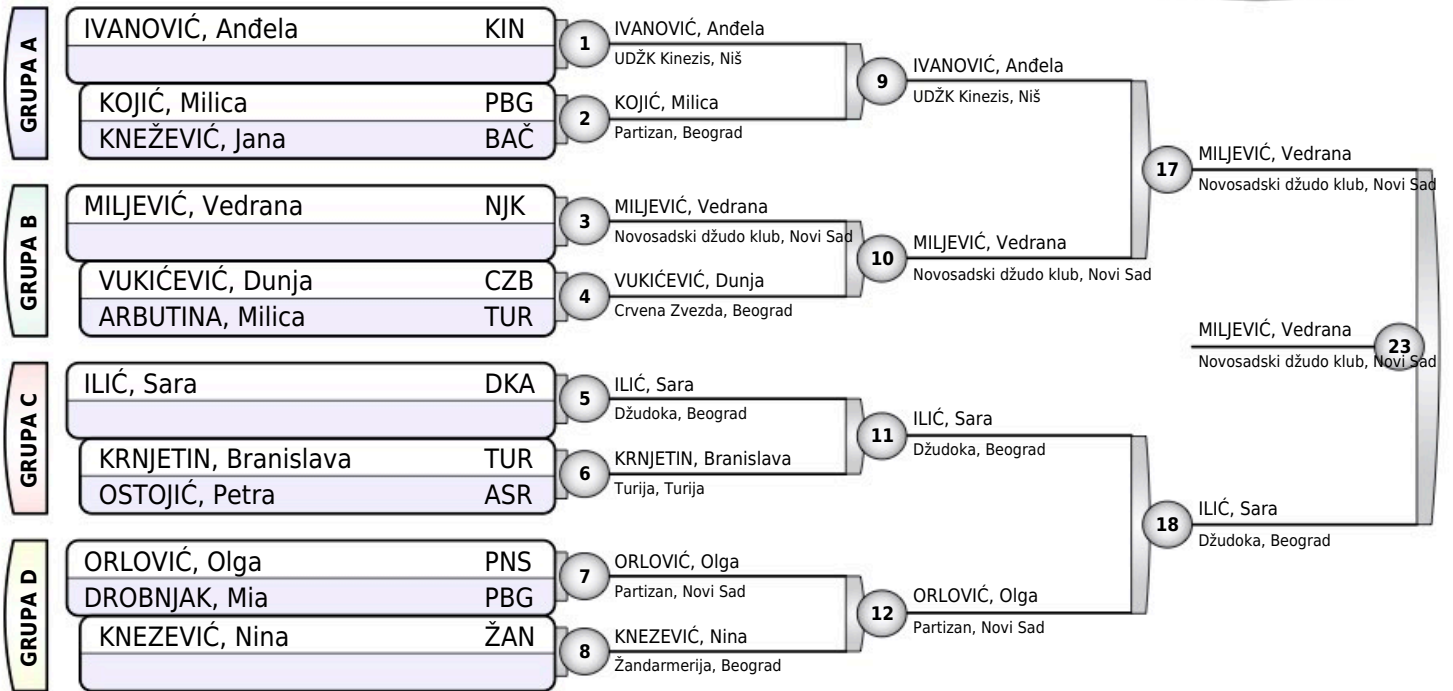 GRUPA A
IVANOVIĆ, Anđela KIN
KOJIĆ, Milica PBG
KNEŽEVIĆ, Jana BAČ
GRUPA B
MILJEVIĆ, Vedrana NJK
VUKIĆEVIĆ, Dunja CZB
ARBUTINA, Milica TUR
GRUPA C
ILIĆ, Sara DKA
KRNJETIN, Branislava TUR
OSTOJIĆ, Petra ASR
GRUPA D
ORLOVIĆ, Olga PNS
DROBNJAK, Mia PBG
KNEZEVIĆ, Nina ŽAN
1
IVANOVIĆ, Anđela
UDŽK Kinezis, Niš
2
KOJIĆ, Milica
Partizan, Beograd
3
MILJEVIĆ, Vedrana
Novosadski džudo klub, Novi Sad
4
VUKIĆEVIĆ, Dunja
Crvena Zvezda, Beograd
5
ILIĆ, Sara
Džudoka, Beograd
6
KRNJETIN, Branislava
Turija, Turija
7
ORLOVIĆ, Olga
Partizan, Novi Sad
8
KNEZEVIĆ, Nina
Žandarmerija, Beograd
9
IVANOVIĆ, Anđela
UDŽK Kinezis, Niš
10
MILJEVIĆ, Vedrana
Novosadski džudo klub, Novi Sad
11
ILIĆ, Sara
Džudoka, Beograd
12
ORLOVIĆ, Olga
Partizan, Novi Sad
17
MILJEVIĆ, Vedrana
Novosadski džudo klub, Novi Sad
18
ILIĆ, Sara
Džudoka, Beograd
23
MILJEVIĆ, Vedrana
Novosadski džudo klub, Novi Sad